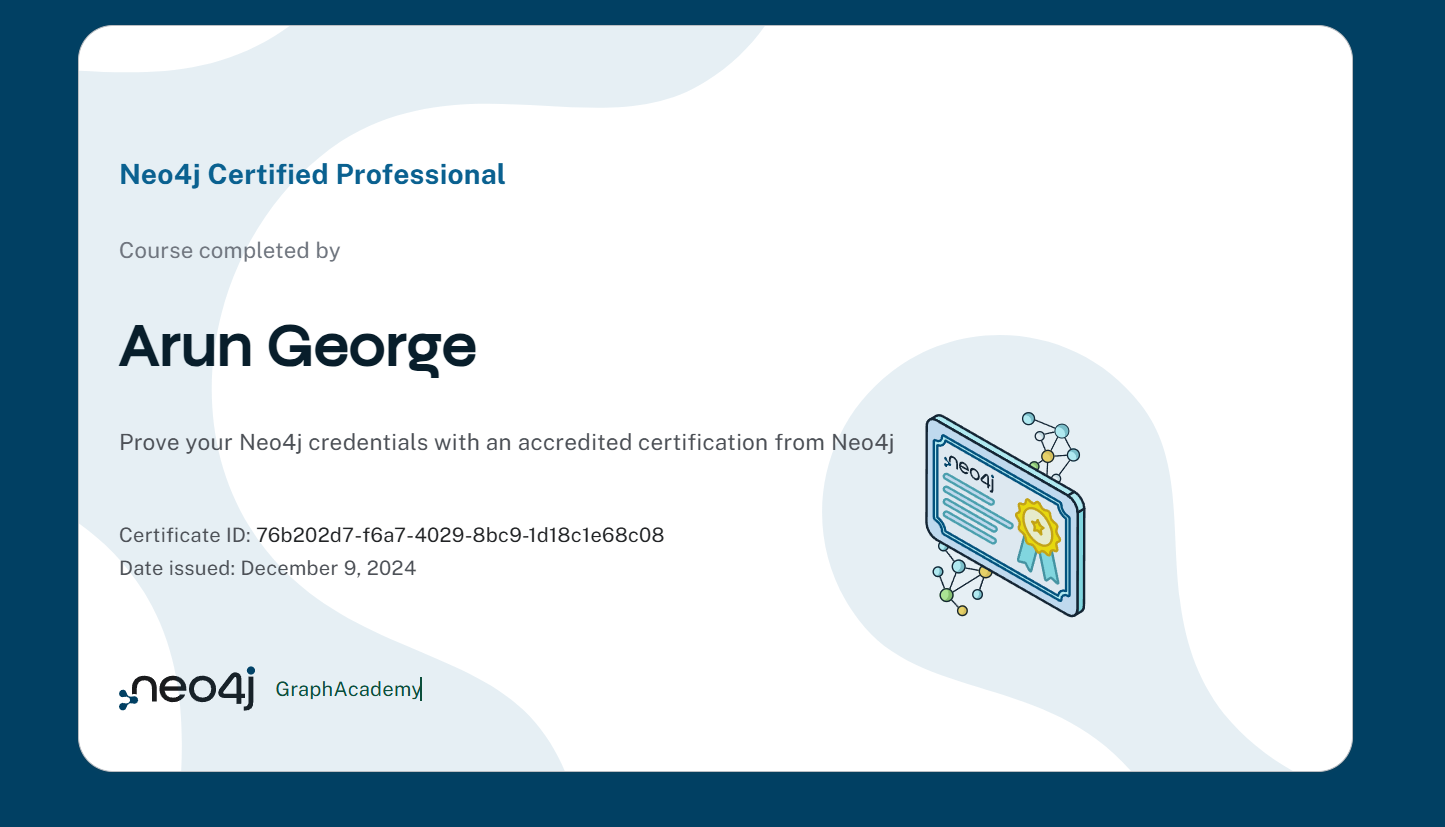 Neo4j Certified Professional
Course completed by
Arun George
Prove your Neo4j credentials with an accredited certification from Neo4j
neo4j
Certificate ID: 76b202d7-f6a7-4029-8bc9-1d18c1e68c08
Date issued: December 9, 2024
neo4j GraphAcademy